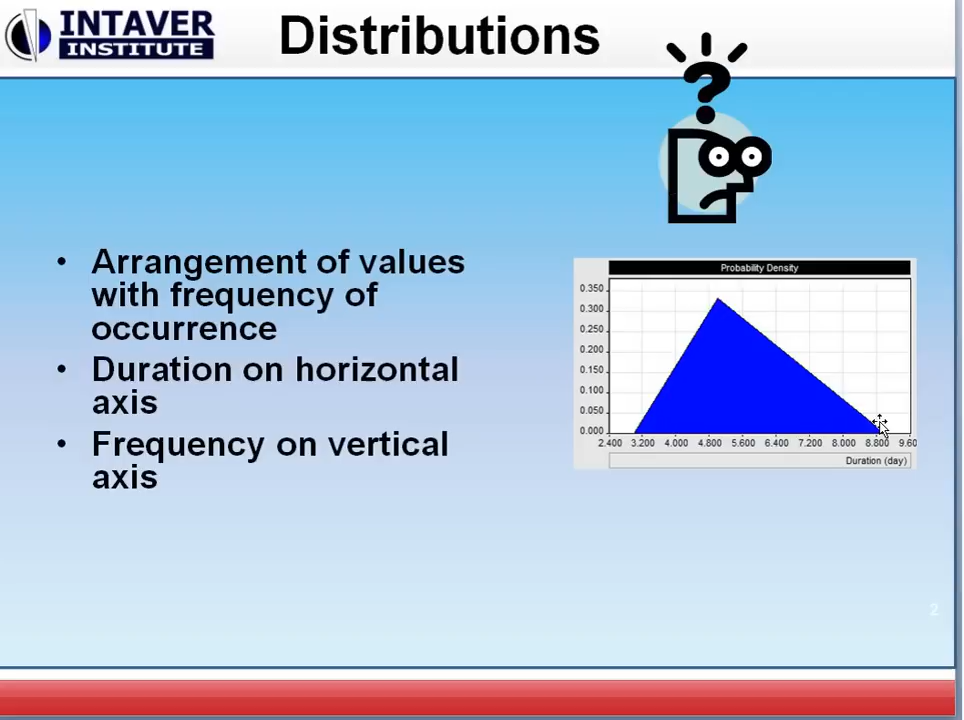 INTAVER
INSTITUTE
Distributions
?
• Arrangement of values
with frequency of
occurrence
• Duration on horizontal
axis
• Frequency on vertical
axis
Probability Density
0.350
0.300
0.250
0.200
0.150
0.100
0.050
0.000
2.400 3.200 4.000 4.800 5.600 6.400 7.200 8.000 8.800 9.60
Duration (day)
2